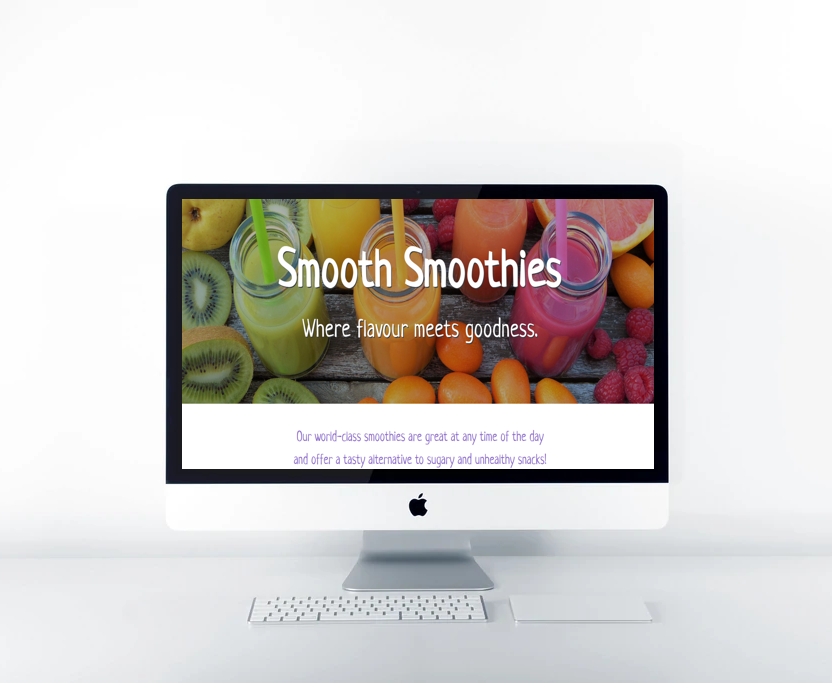 Smooth Smoothies
Where flavour meets goodness.
Our world-class smoothies are great at any time of the day
and offer a tasty alternative to sugary and unhealthy snacks!